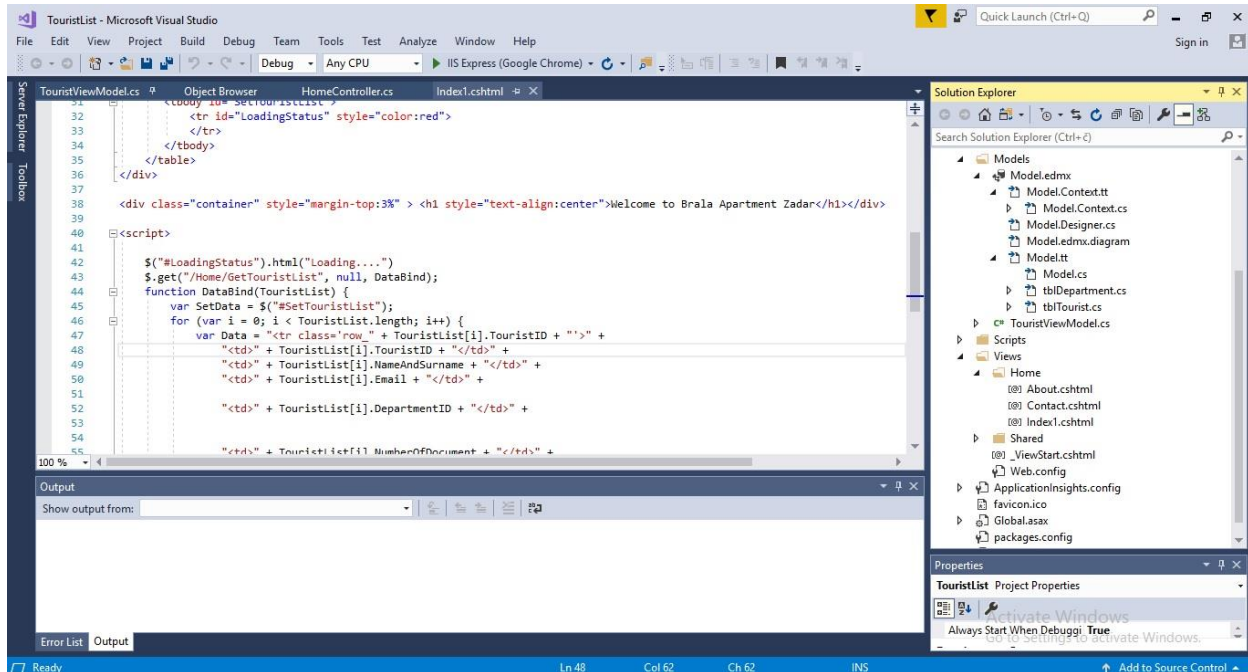 TouristList - Microsoft Visual Studio
Quick Launch (Ctrl+Q)
File Edit View Project Build Debug Team Tools Test Analyze Window Help
Sign in
Debug Any CPU IIS Express (Google Chrome)
Server Explorer
Toolbox
TouristViewModel.cs Object Browser HomeController.cs Index1.cshtml
31 <tbody id="SetTouristList">
32 <tr id="LoadingStatus" style="color:red">
33 </tr>
34 </tbody>
35 </table>
36 </div>
37
38 <div class="container" style="margin-top:3%" > <h1 style="text-align:center">Welcome to Brala Apartment Zadar</h1></div>
39
40 <script>
41
42 $("#LoadingStatus").html("Loading....")
43 $.get("/Home/GetTouristList", null, DataBind);
44 function DataBind(TouristList) {
45 var SetData = $("#SetTouristList");
46 for (var i = 0; i < TouristList.length; i++) {
47 var Data = "<tr class='row_" + TouristList[i].TouristID + "'>" +
48 "<td>" + TouristList[i].TouristID + "</td>" +
49 "<td>" + TouristList[i].NameAndSurname + "</td>" +
50 "<td>" + TouristList[i].Email + "</td>" +
51
52 "<td>" + TouristList[i].DepartmentID + "</td>" +
53
54
55 "<td>" + TouristList[i].NumberOfDocument + "</td>" +
100 %
Output
Show output from:
Error List Output
Solution Explorer
Search Solution Explorer (Ctrl+č)
Models
Model.edmx
Model.Context.tt
Model.Context.cs
Model.Designer.cs
Model.edmx.diagram
Model.tt
Model.cs
tblDepartment.cs
tblTourist.cs
C# TouristViewModel.cs
Scripts
Views
Home
[@] About.cshtml
[@] Contact.cshtml
[@] Index1.cshtml
Shared
[@] _ViewStart.cshtml
Web.config
ApplicationInsights.config
favicon.ico
Global.asax
packages.config
Properties
TouristList Project Properties
Activate Windows
Always Start When Debuggi True
Go to Settings to activate Windows.
Ready Ln 48 Col 62 Ch 62 INS Add to Source Control